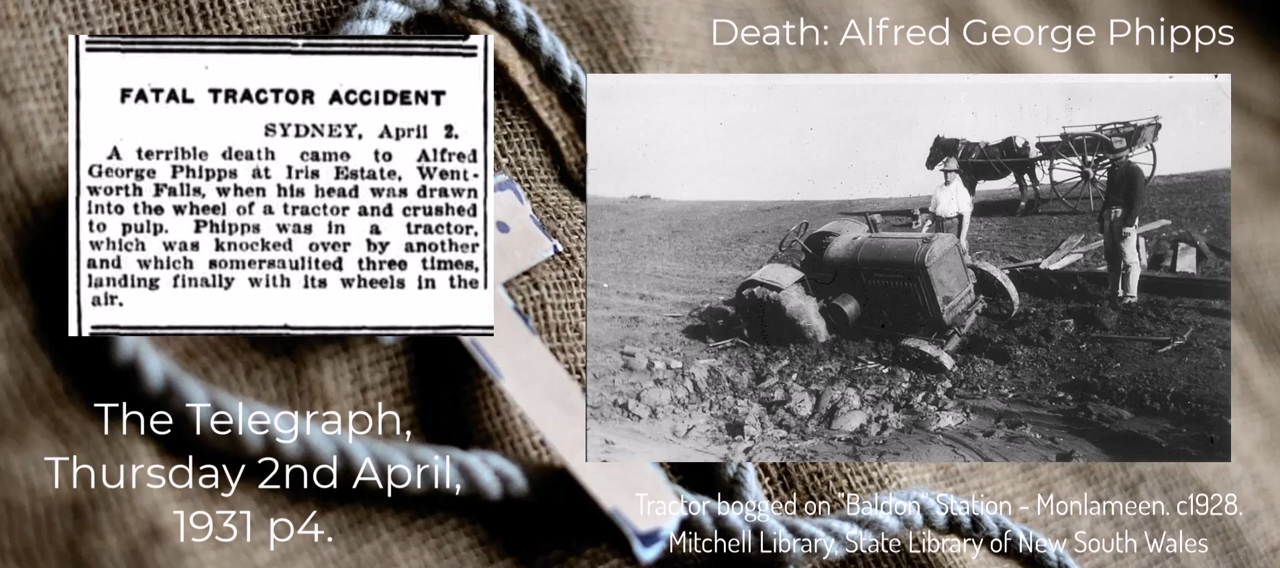 Death: Alfred George Phipps
FATAL TRACTOR ACCIDENT
SYDNEY, April 2.
A terrible death came to Alfred
George Phipps at Iris Estate, Went-
worth Falls, when his head was drawn
into the wheel of a tractor and crushed
to pulp. Phipps was in a tractor,
which was knocked over by another
and which somersaulited three times,
landing finally with its wheels in the
air.
The Telegraph,
Thursday 2nd April,
1931 p4.
Tractor bogged on "Baldon" Station - Monlameen. c1928.
Mitchell Library, State Library of New South Wales